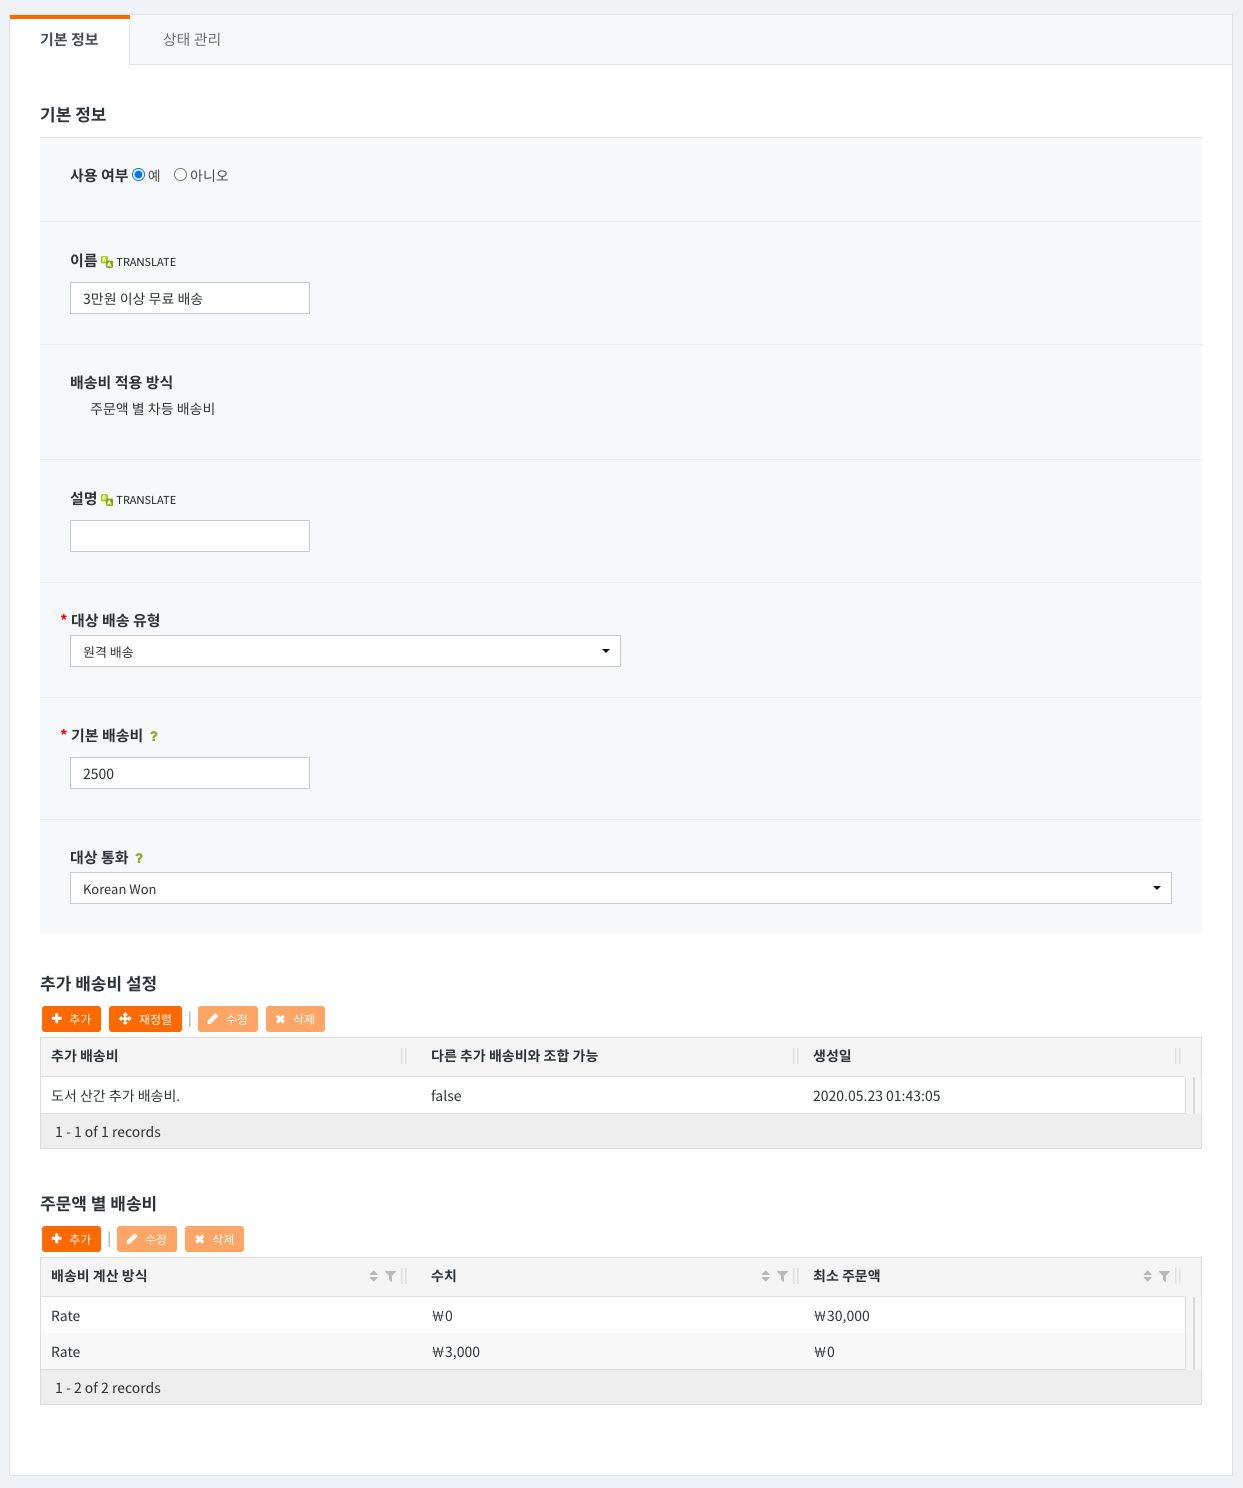 기본 정보 상태 관리
기본 정보
사용 여부 예 아니오
이름 TRANSLATE
3만원 이상 무료 배송
배송비 적용 방식
주문액 별 차등 배송비
설명 TRANSLATE
* 대상 배송 유형
원격 배송
* 기본 배송비 ?
2500
대상 통화 ?
Korean Won
추가 배송비 설정
추가 재정렬 | 수정 삭제
추가 배송비 다른 추가 배송비와 조합 가능 생성일
도서 산간 추가 배송비. false 2020.05.23 01:43:05
1 - 1 of 1 records
주문액 별 배송비
추가 | 수정 삭제
배송비 계산 방식 수치 최소 주문액
Rate ₩0 ₩30,000
Rate ₩3,000 ₩0
1 - 2 of 2 records